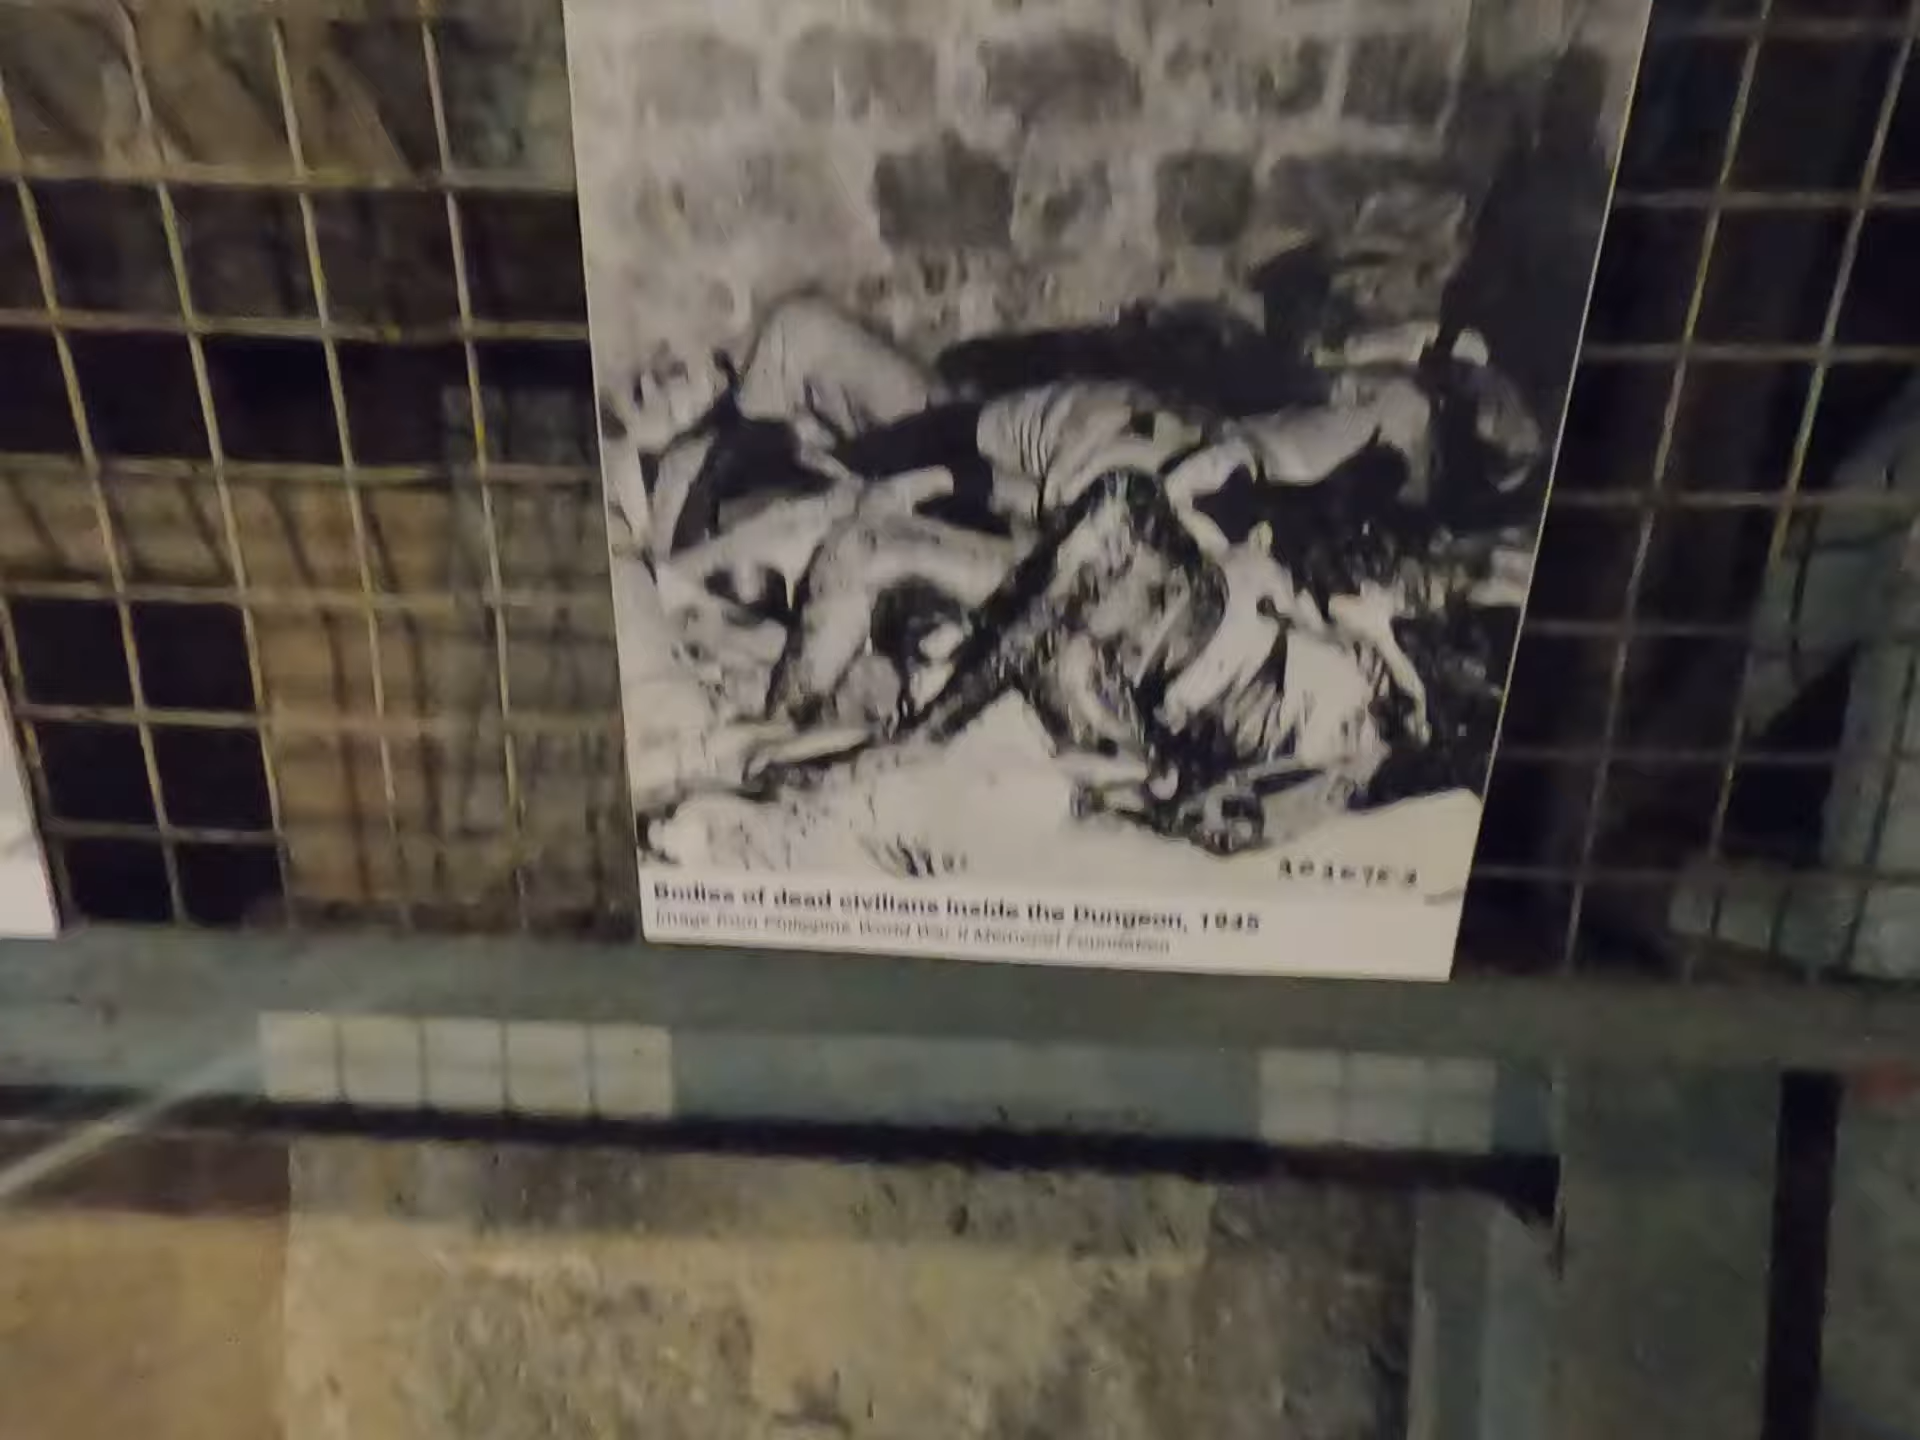 Bodies of dead civilians inside the Dungeon, 1945
Image from Philippine World War II Memorial Foundation